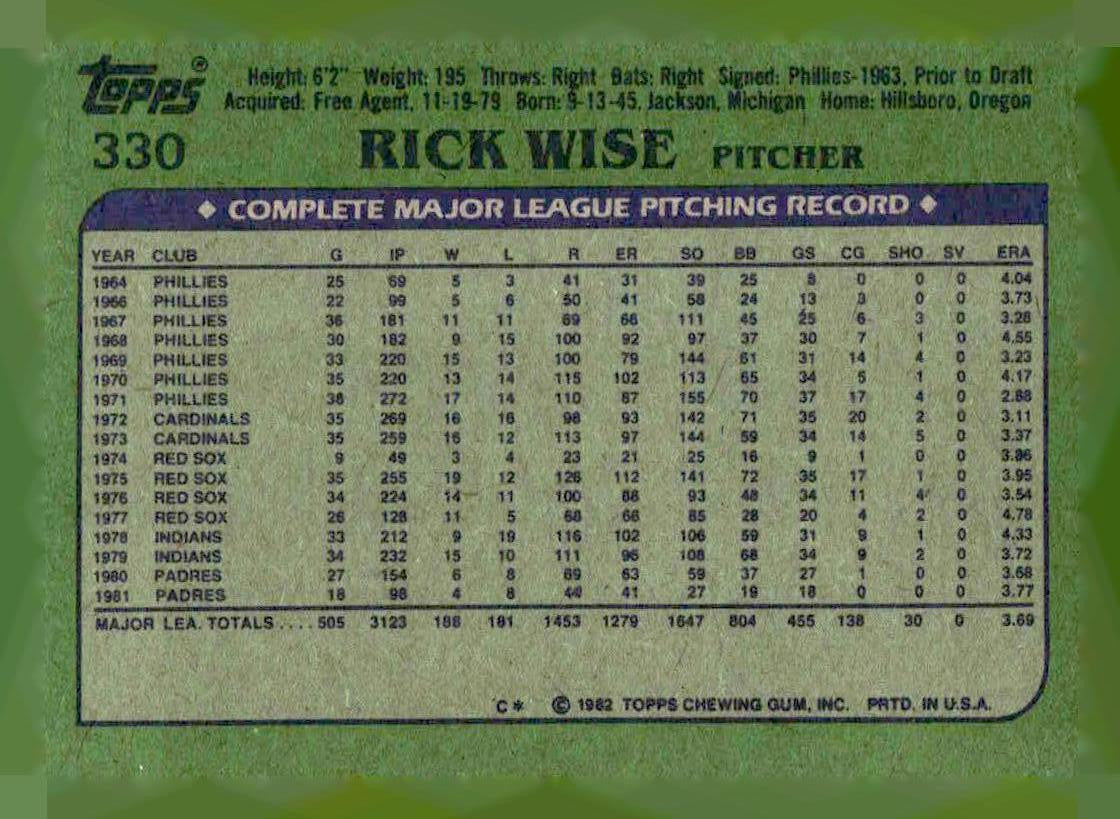 Topps®
Height: 6'2" Weight: 195 Throws: Right Bats: Right Signed: Phillies-1963, Prior to Draft
Acquired: Free Agent, 11-19-79 Born: 9-13-45, Jackson, Michigan Home: Hillsboro, Oregon
330 RICK WISE PITCHER
◆ COMPLETE MAJOR LEAGUE PITCHING RECORD ◆
YEAR CLUB G IP W L R ER SO BB GS CG SHO SV ERA
1964 PHILLIES 25 69 5 3 41 31 39 25 8 0 0 0 4.04
1966 PHILLIES 22 99 5 6 50 41 58 24 13 3 0 0 3.73
1967 PHILLIES 36 181 11 11 69 66 111 45 25 6 3 0 3.28
1968 PHILLIES 30 182 9 15 100 92 97 37 30 7 1 0 4.55
1969 PHILLIES 33 220 15 13 100 79 144 61 31 14 4 0 3.23
1970 PHILLIES 35 220 13 14 115 102 113 65 34 5 1 0 4.17
1971 PHILLIES 38 272 17 14 110 87 155 70 37 17 4 0 2.88
1972 CARDINALS 35 269 16 16 98 93 142 71 35 20 2 0 3.11
1973 CARDINALS 35 259 16 12 113 97 144 59 34 14 5 0 3.37
1974 RED SOX 9 49 3 4 23 21 25 16 9 1 0 0 3.86
1975 RED SOX 35 255 19 12 126 112 141 72 35 17 1 0 3.95
1976 RED SOX 34 224 14 11 100 88 93 48 34 11 4 0 3.54
1977 RED SOX 26 128 11 5 68 68 85 28 20 4 2 0 4.78
1978 INDIANS 33 212 9 19 116 102 106 59 31 9 1 0 4.33
1979 INDIANS 34 232 15 10 111 96 108 68 34 9 2 0 3.72
1980 PADRES 27 154 6 8 69 63 59 37 27 1 0 0 3.68
1981 PADRES 18 98 4 8 44 41 27 19 18 0 0 0 3.77
MAJOR LEA. TOTALS .... 505 3123 188 181 1453 1279 1647 804 455 138 30 0 3.69
C* © 1982 TOPPS CHEWING GUM, INC. PRTD. IN U.S.A.